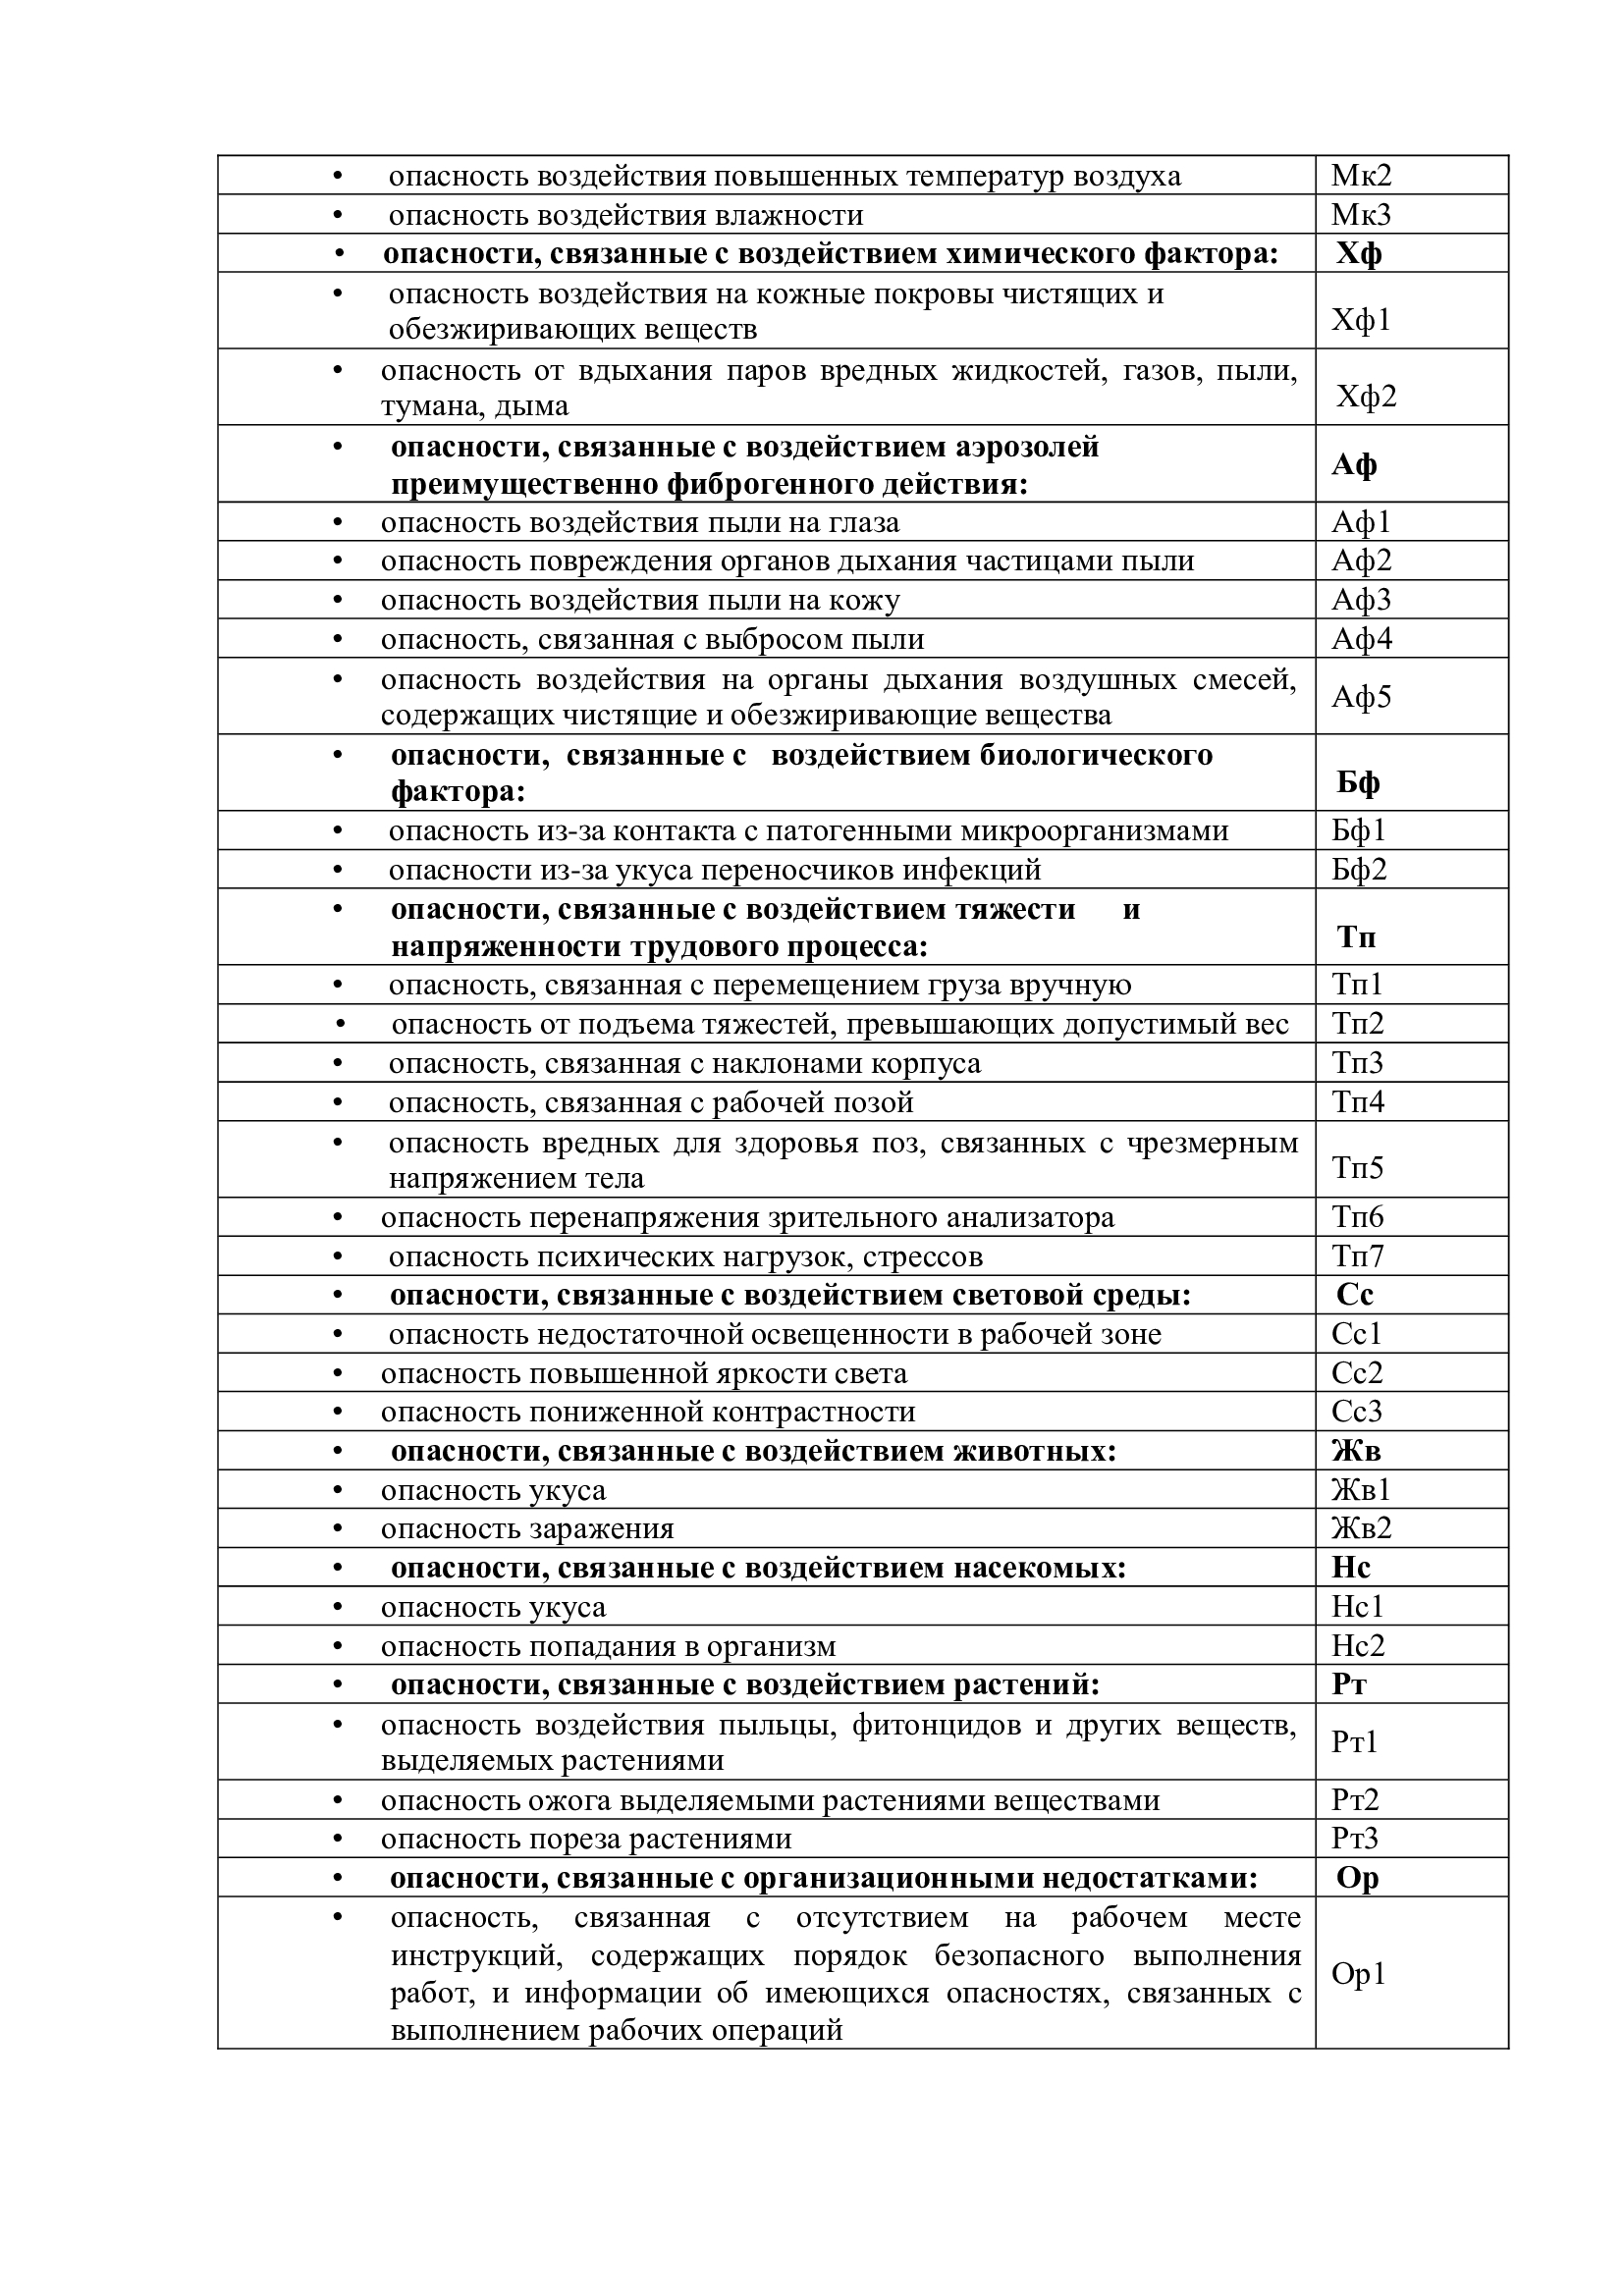 • опасность воздействия повышенных температур воздуха Мк2
• опасность воздействия влажности Мк3
• опасности, связанные с воздействием химического фактора: Хф
• опасность воздействия на кожные покровы чистящих и
обезжиривающих веществ Хф1
• опасность от вдыхания паров вредных жидкостей, газов, пыли,
тумана, дыма Хф2
• опасности, связанные с воздействием аэрозолей
преимущественно фиброгенного действия: Аф
• опасность воздействия пыли на глаза Аф1
• опасность повреждения органов дыхания частицами пыли Аф2
• опасность воздействия пыли на кожу Аф3
• опасность, связанная с выбросом пыли Аф4
• опасность воздействия на органы дыхания воздушных смесей,
содержащих чистящие и обезжиривающие вещества Аф5
• опасности, связанные с воздействием биологического
фактора: Бф
• опасность из-за контакта с патогенными микроорганизмами Бф1
• опасности из-за укуса переносчиков инфекций Бф2
• опасности, связанные с воздействием тяжести и
напряженности трудового процесса: Тп
• опасность, связанная с перемещением груза вручную Тп1
• опасность от подъема тяжестей, превышающих допустимый вес Тп2
• опасность, связанная с наклонами корпуса Тп3
• опасность, связанная с рабочей позой Тп4
• опасность вредных для здоровья поз, связанных с чрезмерным
напряжением тела Тп5
• опасность перенапряжения зрительного анализатора Тп6
• опасность психических нагрузок, стрессов Тп7
• опасности, связанные с воздействием световой среды: Сс
• опасность недостаточной освещенности в рабочей зоне Сс1
• опасность повышенной яркости света Сс2
• опасность пониженной контрастности Сс3
• опасности, связанные с воздействием животных: Жв
• опасность укуса Жв1
• опасность заражения Жв2
• опасности, связанные с воздействием насекомых: Нс
• опасность укуса Нс1
• опасность попадания в организм Нс2
• опасности, связанные с воздействием растений: Рт
• опасность воздействия пыльцы, фитонцидов и других веществ,
выделяемых растениями Рт1
• опасность ожога выделяемыми растениями веществами Рт2
• опасность пореза растениями Рт3
• опасности, связанные с организационными недостатками: Ор
• опасность, связанная с отсутствием на рабочем месте
инструкций, содержащих порядок безопасного выполнения
работ, и информации об имеющихся опасностях, связанных с
выполнением рабочих операций Ор1